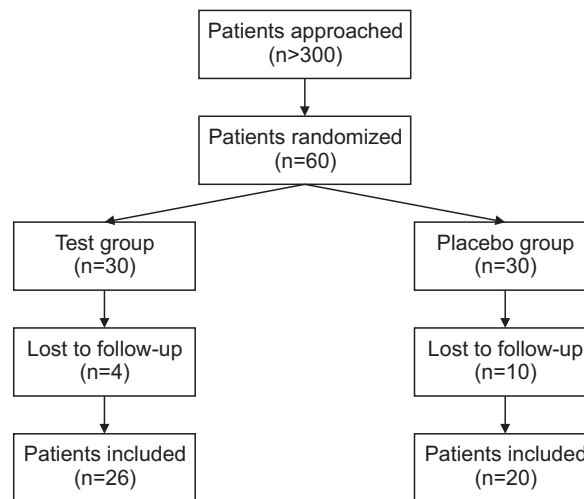 Patients approached
(n>300)
Patients randomized
(n=60)
Test group
(n=30)
Placebo group
(n=30)
Lost to follow-up
(n=4)
Lost to follow-up
(n=10)
Patients included
(n=26)
Patients included
(n=20)